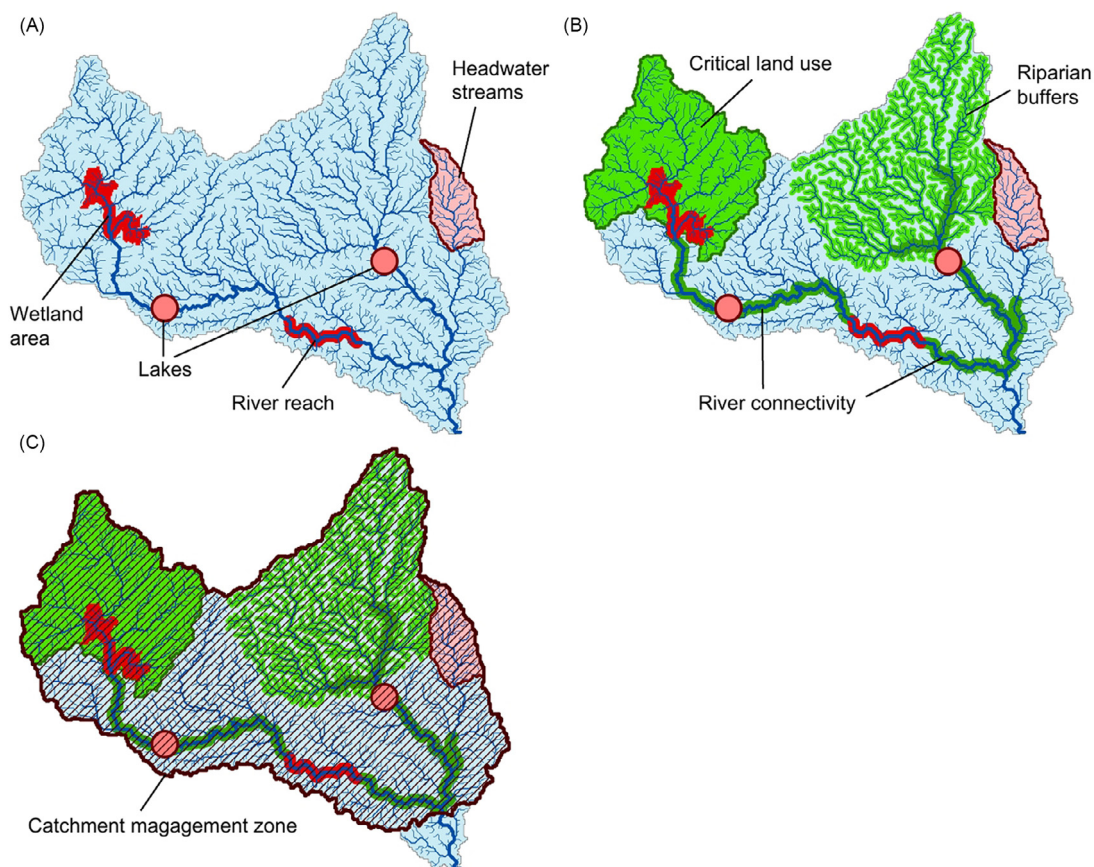 (A)
Headwater
streams
Wetland
area
Lakes
River reach
(B)
Critical land use
Riparian
buffers
River connectivity
(C)
Catchment magagement zone